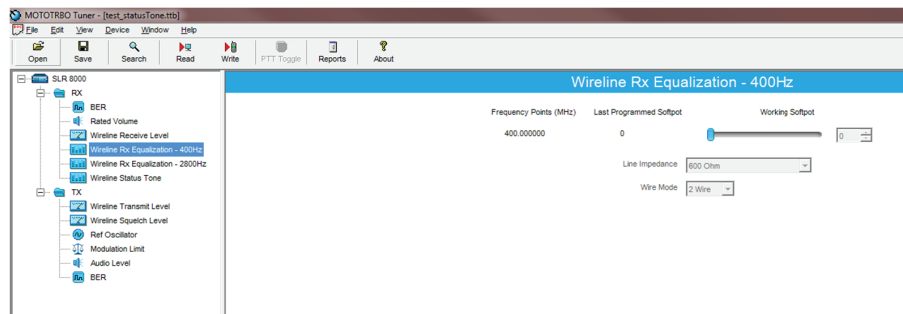 MOTOTRBO Tuner - [test_statusTone.ttb]
File Edit View Device Window Help
Open Save Search Read Write PTT Toggle Reports About
SLR 8000
RX
BER
Rated Volume
Wireline Receive Level
Wireline Rx Equalization - 400Hz
Wireline Rx Equalization - 2800Hz
Wireline Status Tone
TX
Wireline Transmit Level
Wireline Squelch Level
Ref Oscillator
Modulation Limit
Audio Level
BER
Wireline Rx Equalization - 400Hz
Frequency Points (MHz) Last Programmed Softpot Working Softpot
400.000000 0 0
Line Impedance 600 Ohm
Wire Mode 2 Wire